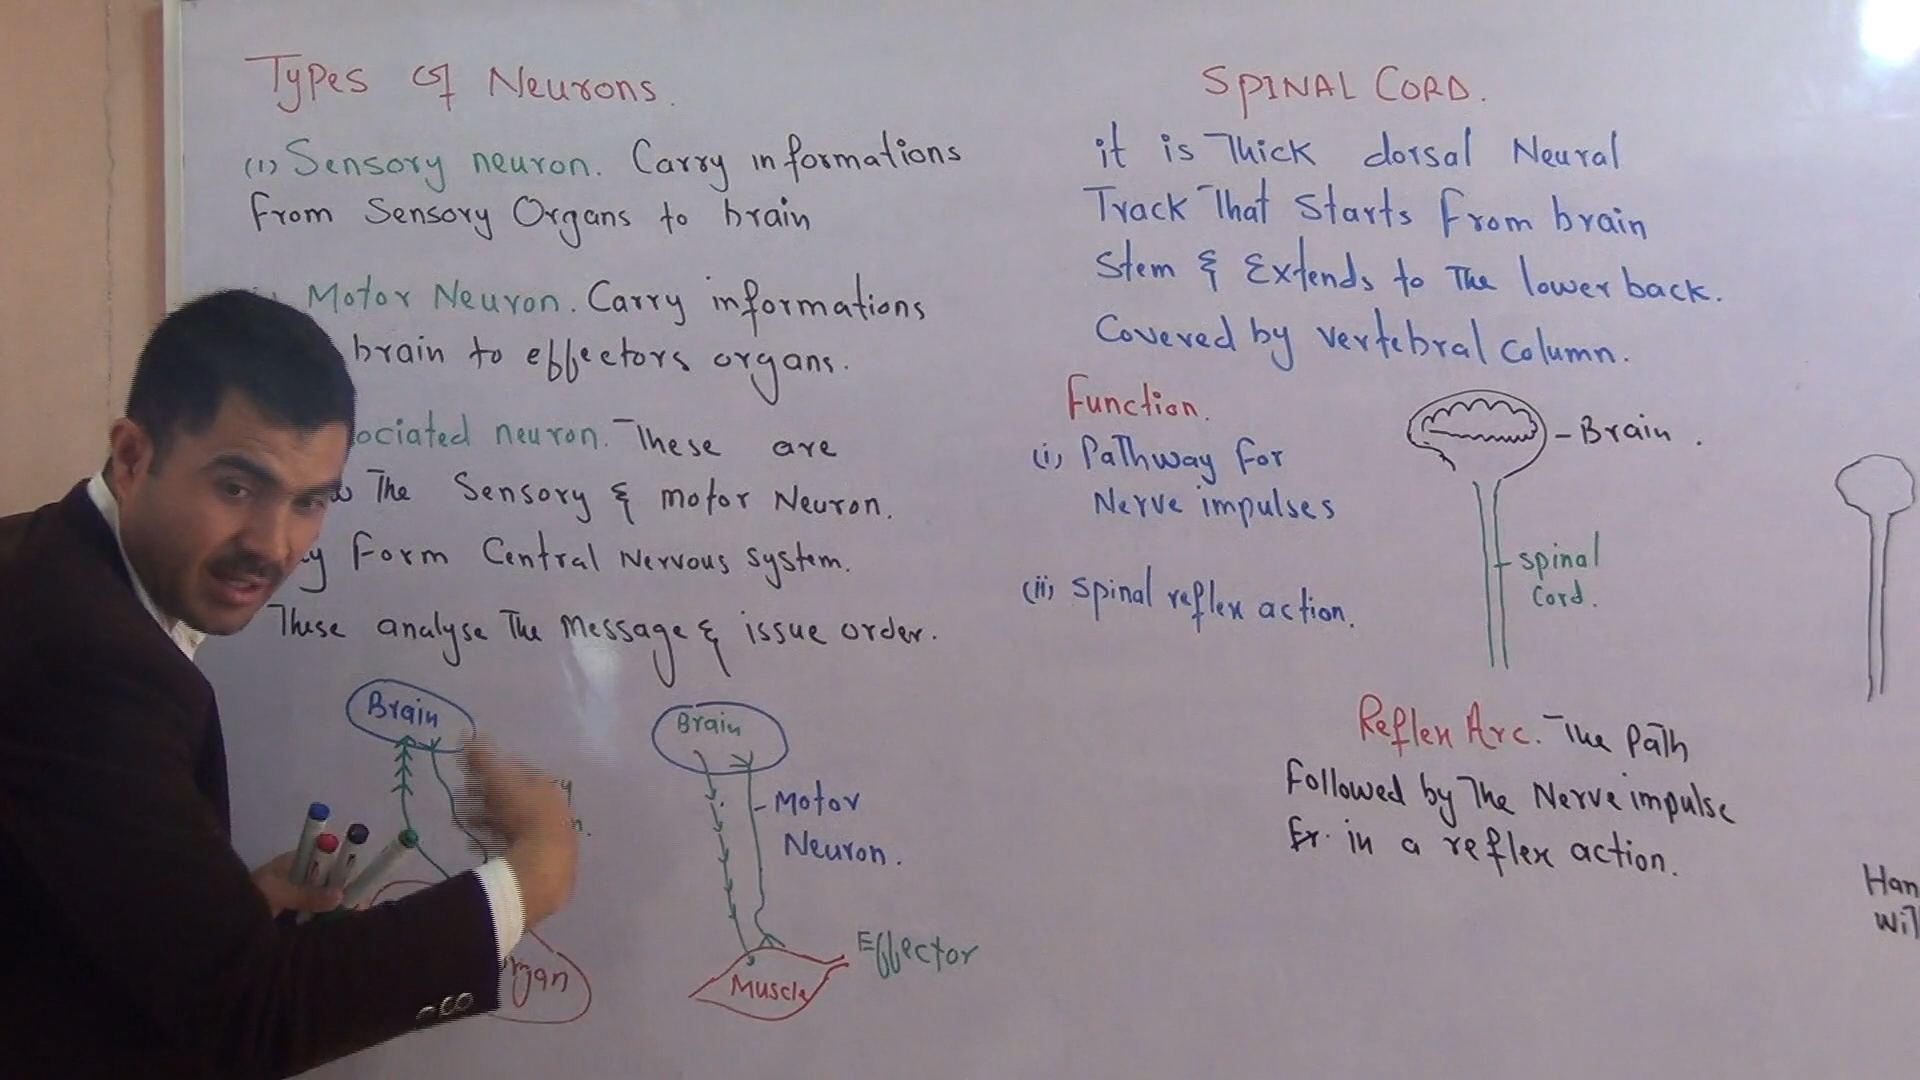 Types of Neurons.
(i) Sensory neuron. Carry informations
from Sensory Organs to brain
Motor Neuron. Carry informations
brain to effectors organs.
ociated neuron. These are
The Sensory & motor Neuron.
Form Central Nervous system.
These analyse The Message & issue order.
Brain
Brain
Motor
Neuron.
Effector
Muscle
SPINAL CORD.
it is Thick dorsal Neural
Track That Starts from brain
Stem & Extends to The lower back.
Covered by vertebral column.
Function.
(i) Pathway for
Nerve impulses
(ii) Spinal reflex action.
Brain.
Spinal
Cord.
Reflex Arc. The Path
Followed by The Nerve impulse
in a reflex action.
Han
Wil